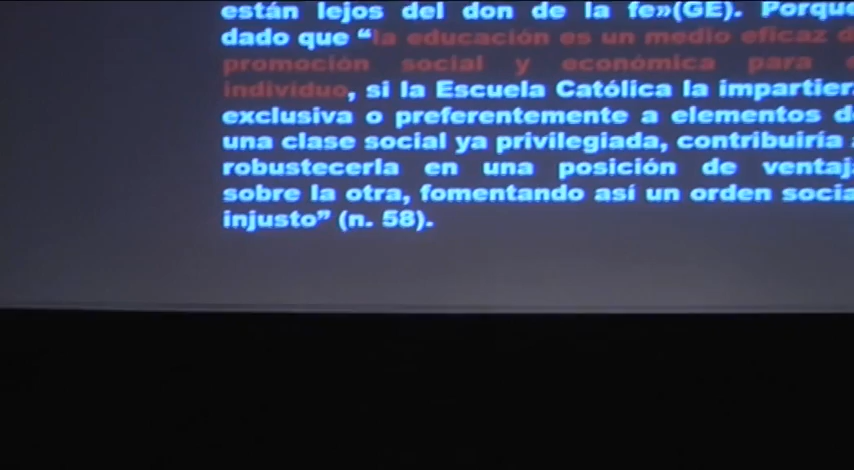 están lejos del don de la fe»(GE). Porque
dado que “la educación es un medio eficaz d
promoción social y económica para e
individuo, si la Escuela Católica la impartier
exclusiva o preferentemente a elementos d
una clase social ya privilegiada, contribuiría a
robustecerla en una posición de ventaj
sobre la otra, fomentando así un orden socia
injusto” (n. 58).